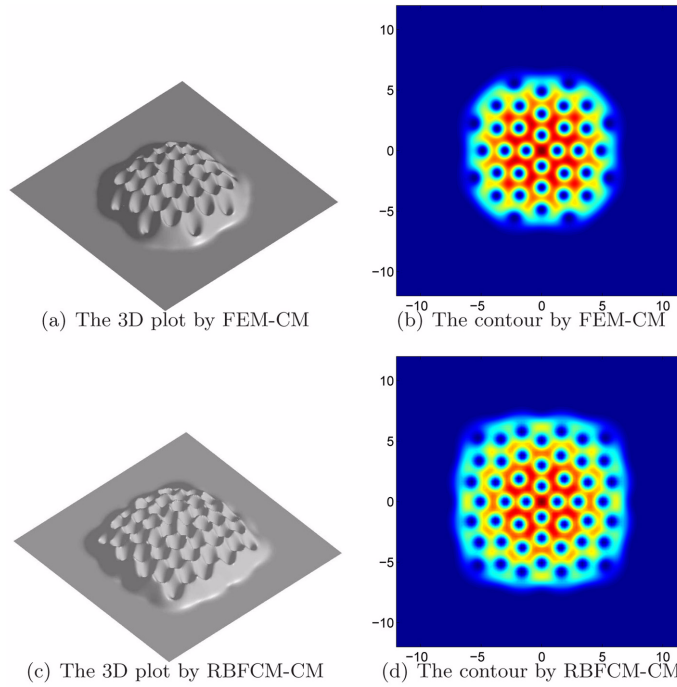 10
5
0
−5
−10
−10 −5 0 5 10
(a) The 3D plot by FEM-CM
(b) The contour by FEM-CM
10
5
0
−5
−10
−10 −5 0 5 10
(c) The 3D plot by RBFCM-CM
(d) The contour by RBFCM-CM